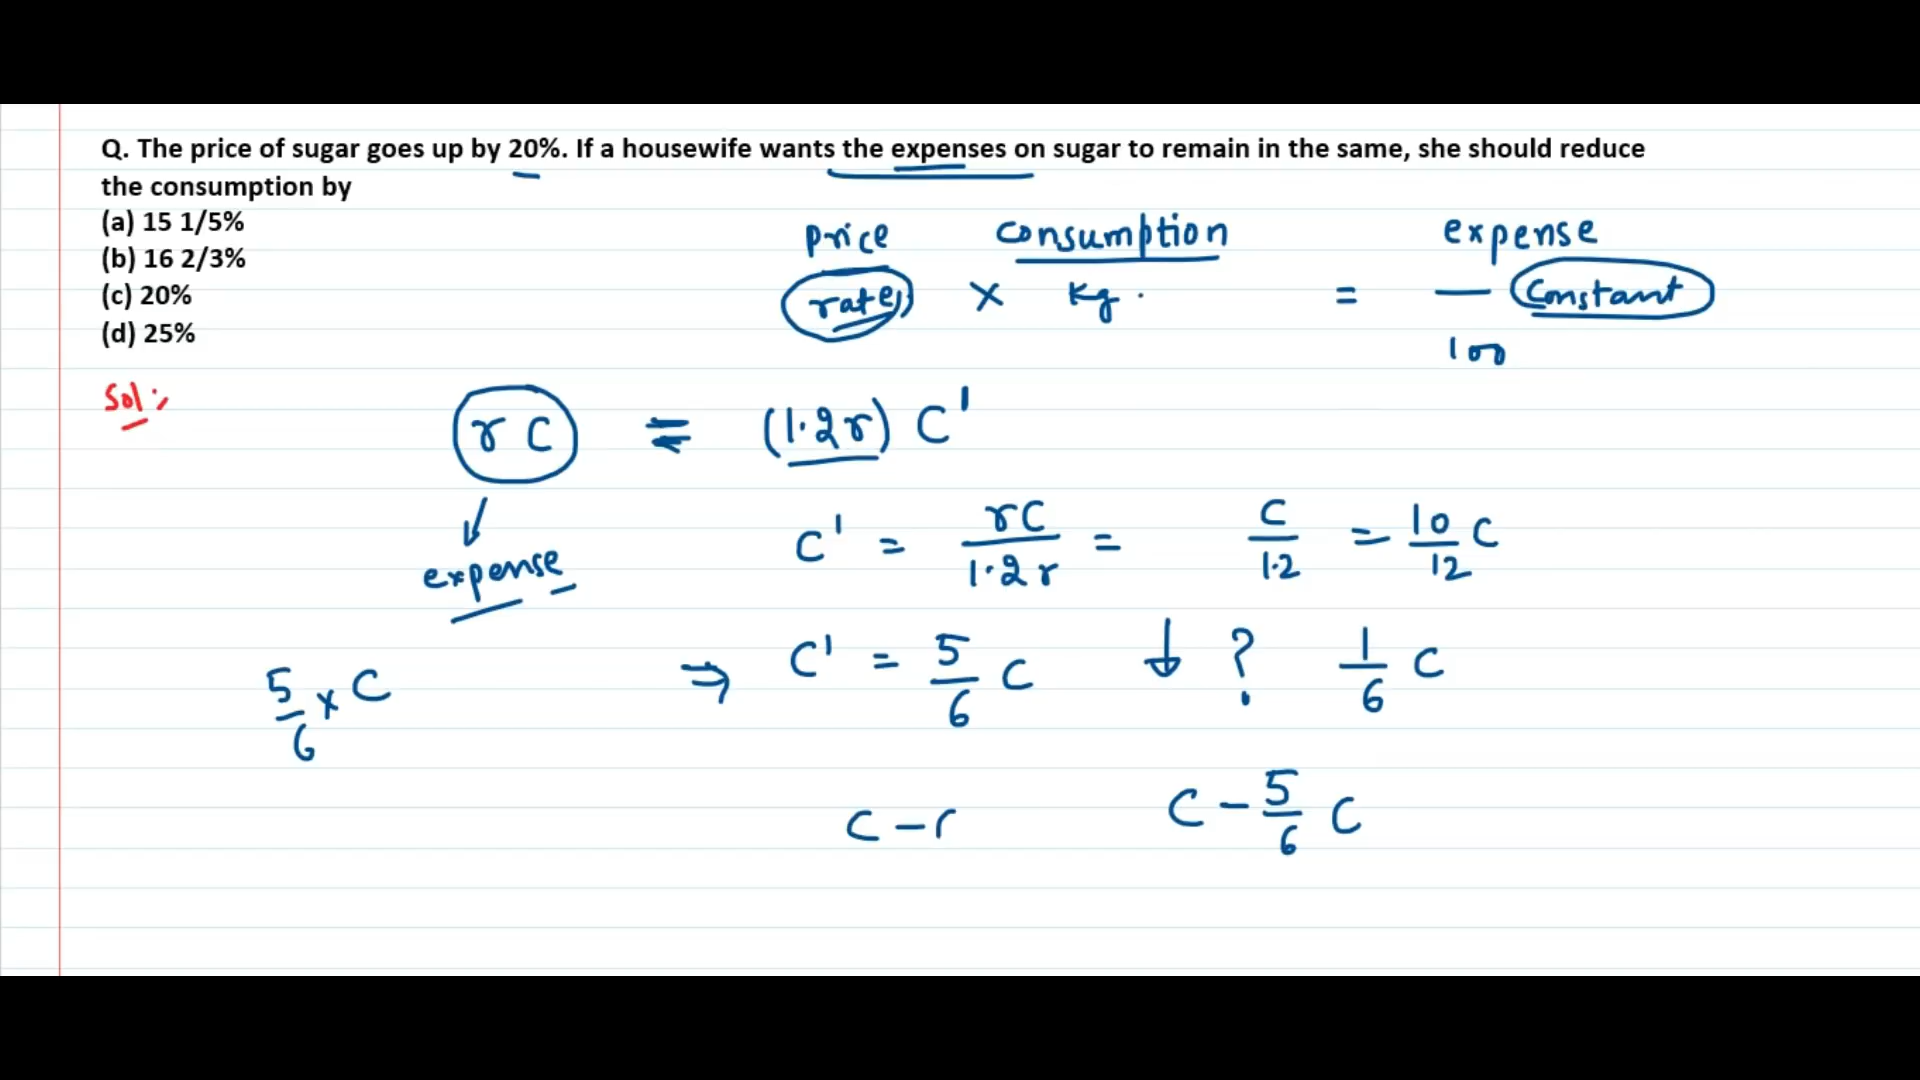 Q. The price of sugar goes up by 20%. If a housewife wants the expenses on sugar to remain in the same, she should reduce
the consumption by
(a) 15 1/5%
(b) 16 2/3%
(c) 20%
(d) 25%
price consumption expense
rate, × kg. = — Constant
100
Sol:
r C = (1.2r) C'
C' = rC/1.2r = C/1.2 = 10/12 C
expense
⇒ C' = 5/6 C ↓ ? 1/6 C
5/6 × C
C - r C - 5/6 C